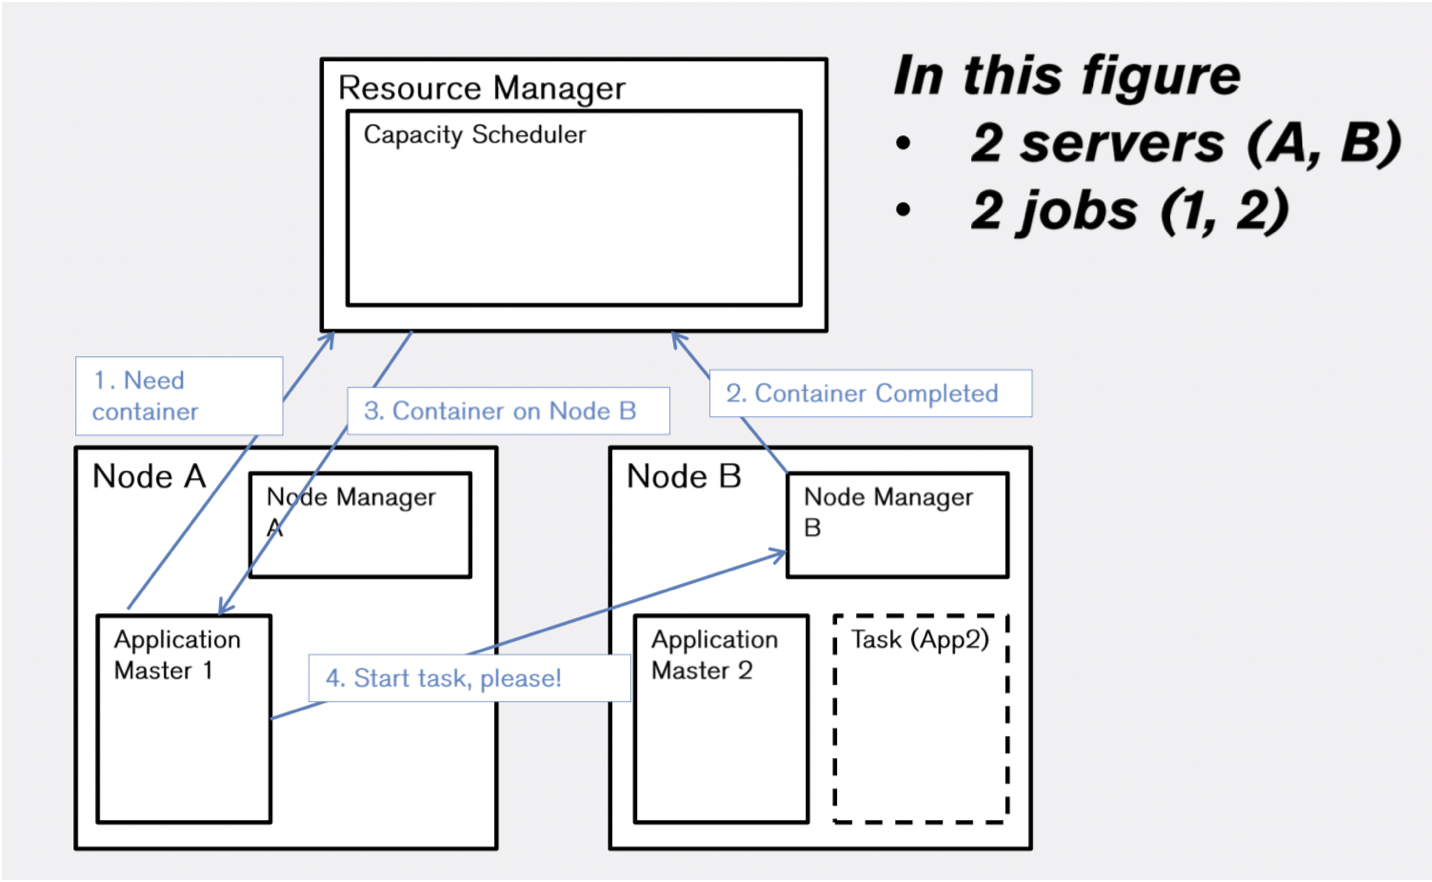 In this figure
• 2 servers (A, B)
• 2 jobs (1, 2)
Resource Manager
Capacity Scheduler
1. Need
container
3. Container on Node B
2. Container Completed
Node A
Node Manager
A
Application
Master 1
4. Start task, please!
Node B
Node Manager
B
Application
Master 2
Task (App2)